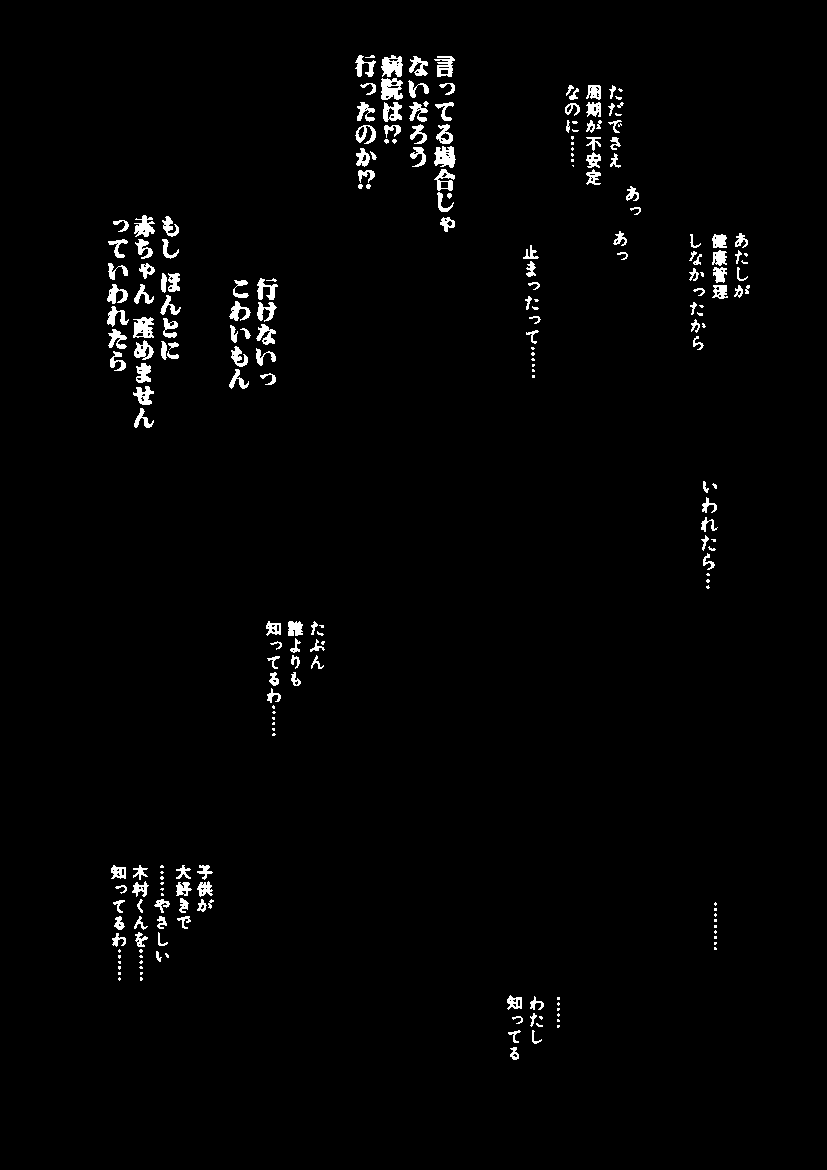 あたしが
健康管理
しなかったから
ただでさえ
周期が不安定
なのに……
あっ
あっ
止まったって……
言ってる場合じゃ
ないだろう
病院は!?
行ったのか!?
行けないっ
こわいもん
もし ほんとに
赤ちゃん 産めません
っていわれたら
いわれたら…
たぶん
誰よりも
知ってるわ……
………
……
わたし
知ってる
子供が
大好きで
……やさしい
木村くんを……
知ってるわ……